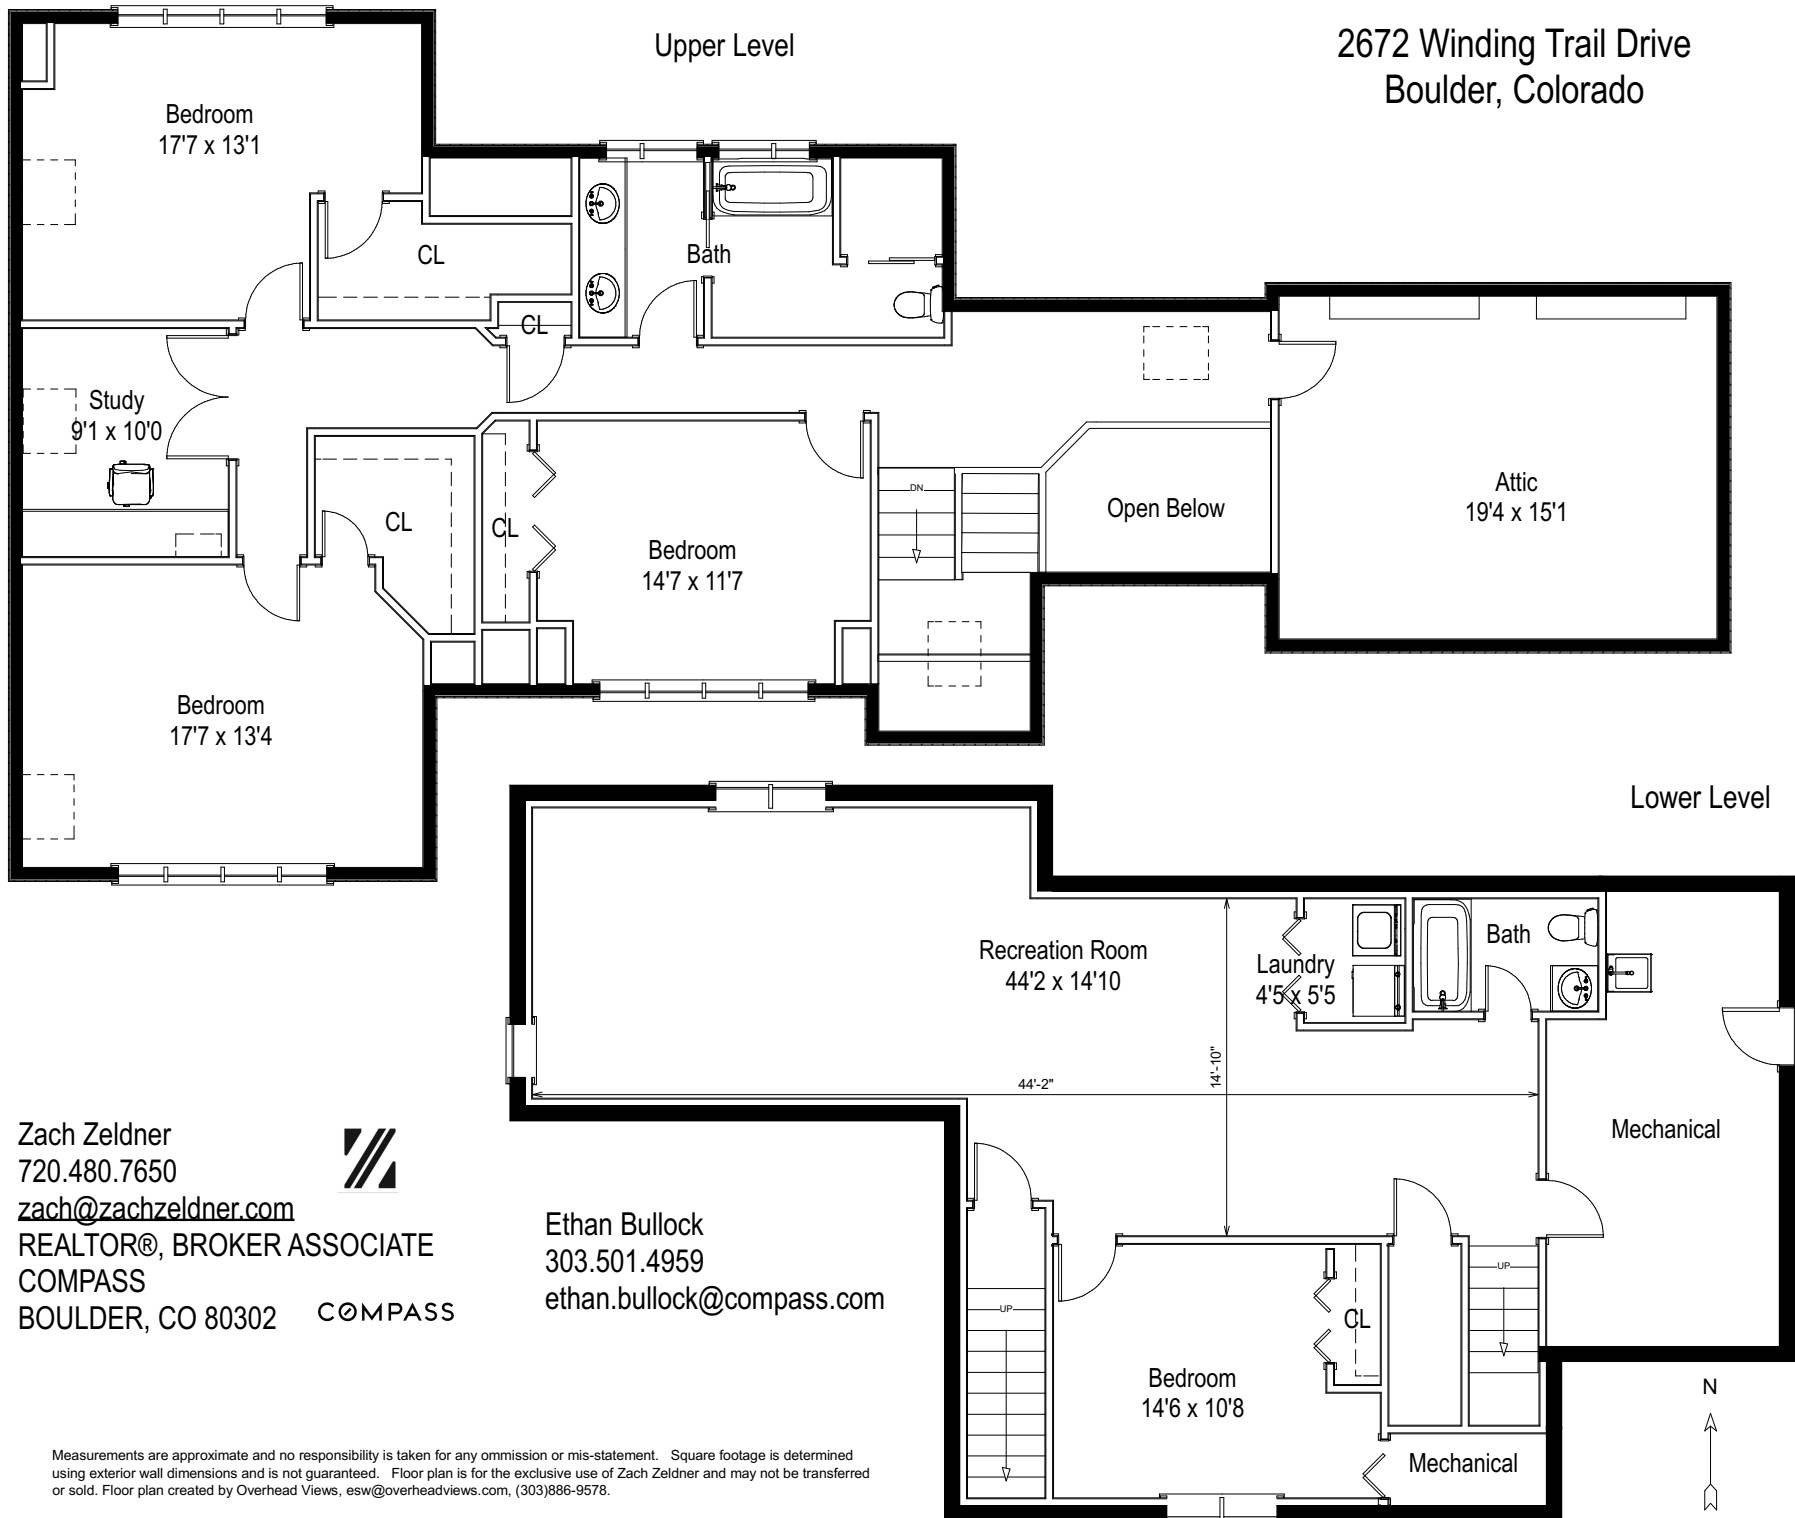 Upper Level
2672 Winding Trail Drive
Boulder, Colorado
Bedroom
17'7 x 13'1
CL
CL
Bath
Study
9'1 x 10'0
CL
CL
Bedroom
14'7 x 11'7
DN
Open Below
Attic
19'4 x 15'1
Bedroom
17'7 x 13'4
Lower Level
Recreation Room
44'2 x 14'10
Laundry
4'5 x 5'5
Bath
44'-2"
14'-10"
Mechanical
UP
UP
CL
Bedroom
14'6 x 10'8
Mechanical
N
Zach Zeldner
720.480.7650
zach@zachzeldner.com
REALTOR®, BROKER ASSOCIATE
COMPASS
BOULDER, CO 80302
COMPASS
Ethan Bullock
303.501.4959
ethan.bullock@compass.com
Measurements are approximate and no responsibility is taken for any ommission or mis-statement. Square footage is determined
using exterior wall dimensions and is not guaranteed. Floor plan is for the exclusive use of Zach Zeldner and may not be transferred
or sold. Floor plan created by Overhead Views, esw@overheadviews.com, (303)886-9578.